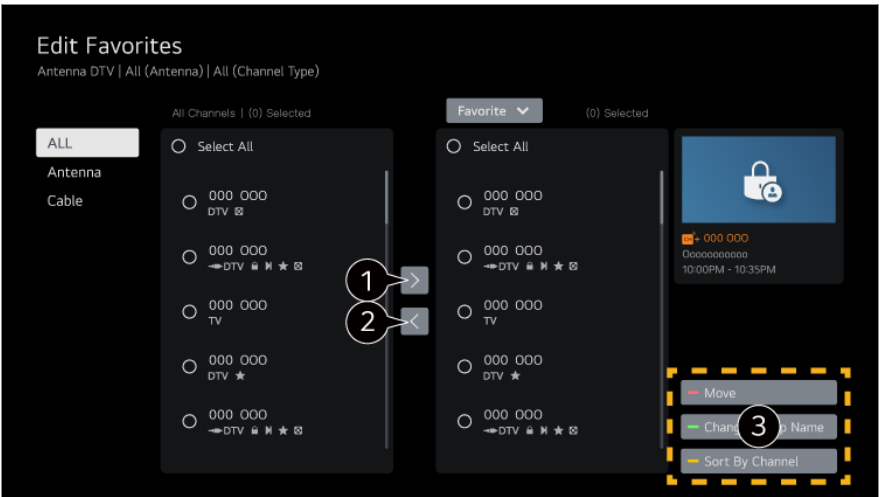 Edit Favorites
Antenna DTV | All (Antenna) | All (Channel Type)
All Channels | (0) Selected
Favorite
(0) Selected
ALL
Antenna
Cable
Select All
000 000
DTV
000 000
DTV
000 000
TV
000 000
DTV
000 000
DTV
1
2
Select All
000 000
DTV
000 000
DTV
000 000
TV
000 000
DTV
000 000
DTV
000 000
Ooooooooooo
10:00PM - 10:35PM
Move
3
Name
Sort By Channel